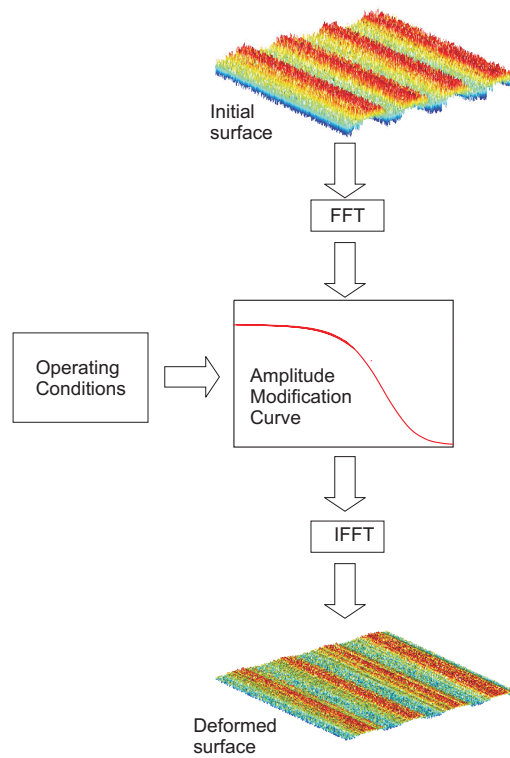 Initial
surface
FFT
Operating
Conditions
Amplitude
Modification
Curve
IFFT
Deformed
surface